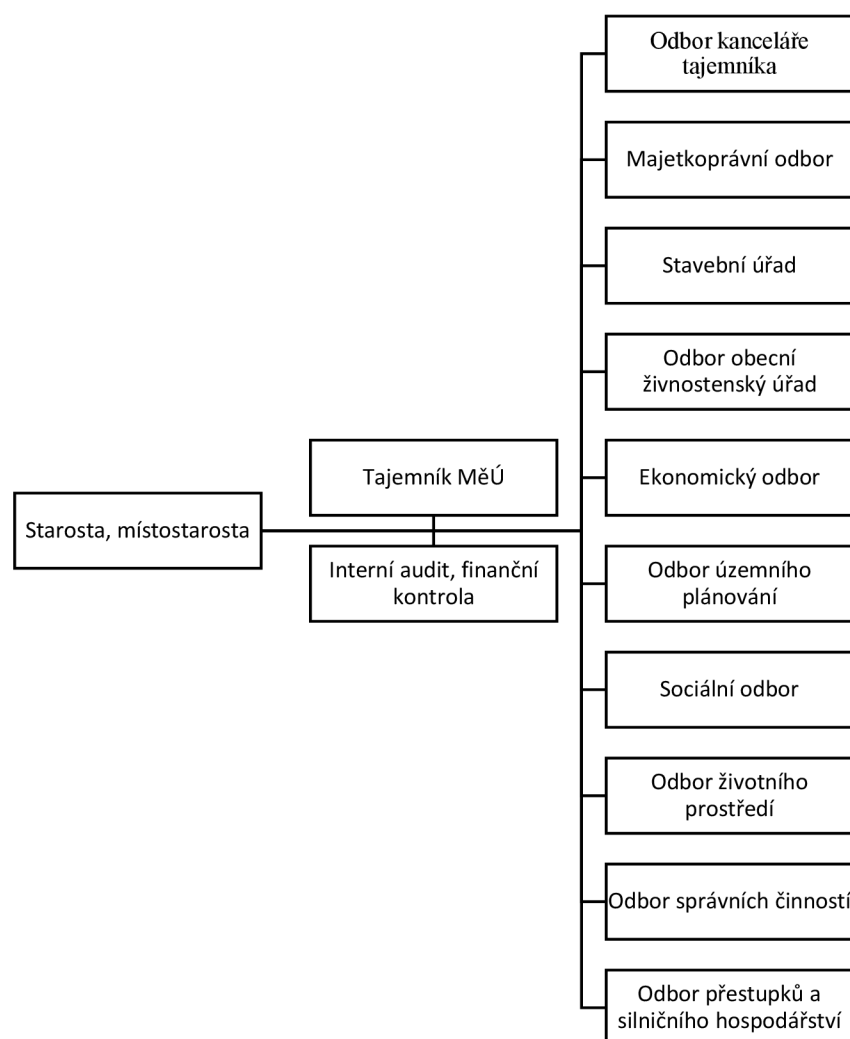 Odbor kanceláře
tajemníka
Majetkoprávní odbor
Stavební úřad
Odbor obecní
živnostenský úřad
Tajemník MěÚ
Ekonomický odbor
Starosta, místostarosta
Interní audit, finanční
kontrola
Odbor územního
plánování
Sociální odbor
Odbor životního
prostředí
Odbor správních činností
Odbor přestupků a
silničního hospodářství